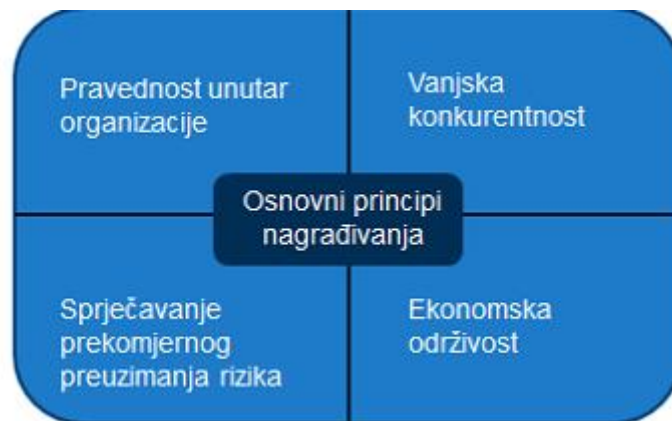 Pravednost unutar
organizacije
Vanjska
konkurentnost
Osnovni principi
nagrađivanja
Sprječavanje
prekomjernog
preuzimanja rizika
Ekonomska
održivost